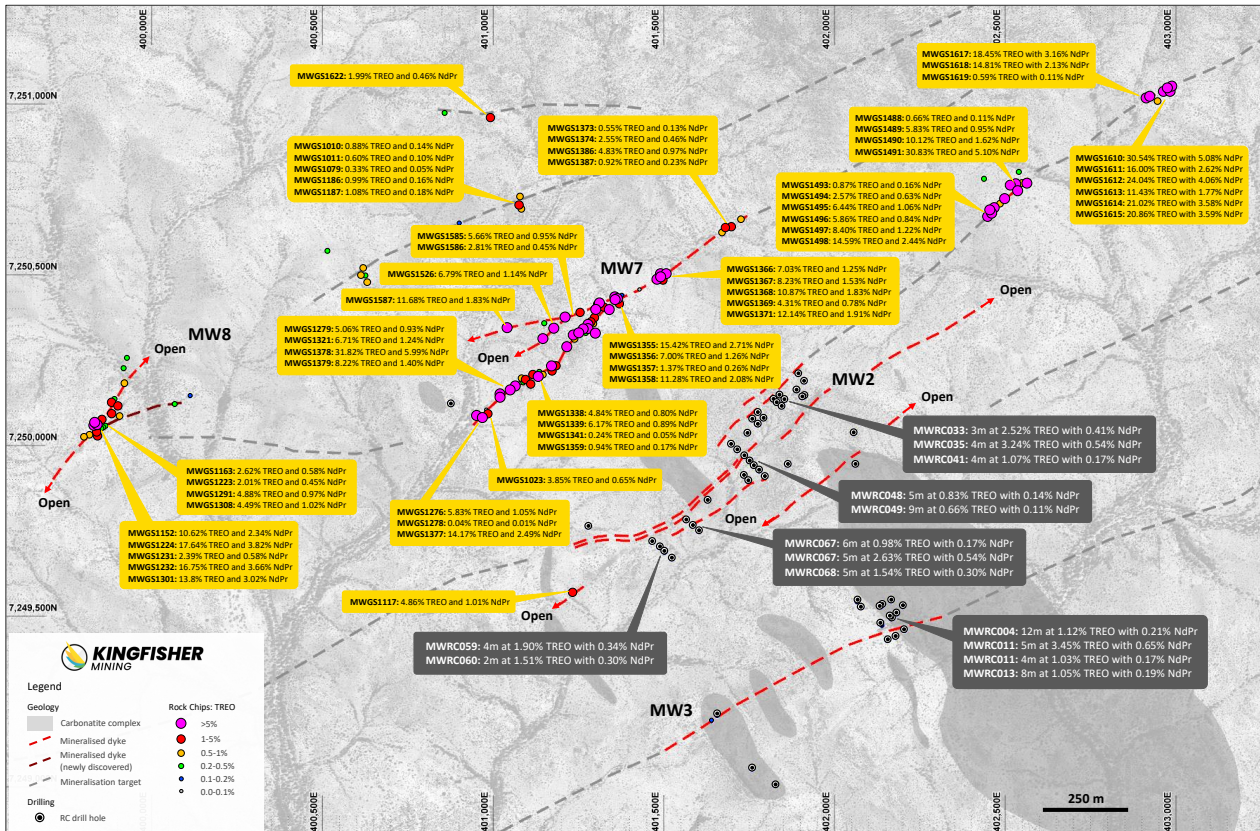 400,000E
400,500E
401,000E
401,500E
402,000E
402,500E
403,000E
7,251,000N
7,250,500N
7,250,000N
7,249,500N
MWGS1617: 18.45% TREO with 3.16% NdPr
MWGS1618: 14.81% TREO with 2.13% NdPr
MWGS1619: 0.59% TREO with 0.11% NdPr
MWGS1622: 1.99% TREO and 0.46% NdPr
MWGS1373: 0.55% TREO and 0.13% NdPr
MWGS1374: 2.55% TREO and 0.46% NdPr
MWGS1386: 4.83% TREO and 0.97% NdPr
MWGS1387: 0.92% TREO and 0.23% NdPr
MWGS1488: 0.66% TREO and 0.11% NdPr
MWGS1489: 5.83% TREO and 0.95% NdPr
MWGS1490: 10.12% TREO and 1.62% NdPr
MWGS1491: 30.83% TREO and 5.10% NdPr
MWGS1010: 0.88% TREO and 0.14% NdPr
MWGS1011: 0.60% TREO and 0.10% NdPr
MWGS1079: 0.33% TREO and 0.05% NdPr
MWGS1186: 0.99% TREO and 0.16% NdPr
MWGS1187: 1.08% TREO and 0.18% NdPr
MWGS1610: 30.54% TREO with 5.08% NdPr
MWGS1611: 16.00% TREO with 2.62% NdPr
MWGS1612: 24.04% TREO with 4.06% NdPr
MWGS1613: 11.43% TREO with 1.77% NdPr
MWGS1614: 21.02% TREO with 3.58% NdPr
MWGS1615: 20.86% TREO with 3.59% NdPr
MWGS1493: 0.87% TREO and 0.16% NdPr
MWGS1494: 2.57% TREO and 0.63% NdPr
MWGS1495: 6.44% TREO and 1.06% NdPr
MWGS1496: 5.86% TREO and 0.84% NdPr
MWGS1497: 8.40% TREO and 1.22% NdPr
MWGS1498: 14.59% TREO and 2.44% NdPr
MWGS1585: 5.66% TREO and 0.95% NdPr
MWGS1586: 2.81% TREO and 0.45% NdPr
MW7
MWGS1526: 6.79% TREO and 1.14% NdPr
MWGS1366: 7.03% TREO and 1.25% NdPr
MWGS1367: 8.23% TREO and 1.53% NdPr
MWGS1368: 10.87% TREO and 1.83% NdPr
MWGS1369: 4.31% TREO and 0.78% NdPr
MWGS1371: 12.14% TREO and 1.91% NdPr
Open
MWGS1587: 11.68% TREO and 1.83% NdPr
MW8
Open
MWGS1279: 5.06% TREO and 0.93% NdPr
MWGS1321: 6.71% TREO and 1.24% NdPr
MWGS1378: 31.82% TREO and 5.99% NdPr
MWGS1379: 8.22% TREO and 1.40% NdPr
Open
MWGS1355: 15.42% TREO and 2.71% NdPr
MWGS1356: 7.00% TREO and 1.26% NdPr
MWGS1357: 1.37% TREO and 0.26% NdPr
MWGS1358: 11.28% TREO and 2.08% NdPr
MW2
Open
MWGS1338: 4.84% TREO and 0.80% NdPr
MWGS1339: 6.17% TREO and 0.89% NdPr
MWGS1341: 0.24% TREO and 0.05% NdPr
MWGS1359: 0.94% TREO and 0.17% NdPr
MWRC033: 3m at 2.52% TREO with 0.41% NdPr
MWRC035: 4m at 3.24% TREO with 0.54% NdPr
MWRC041: 4m at 1.07% TREO with 0.17% NdPr
MWGS1163: 2.62% TREO and 0.58% NdPr
MWGS1223: 2.01% TREO and 0.45% NdPr
MWGS1291: 4.88% TREO and 0.97% NdPr
MWGS1308: 4.49% TREO and 1.02% NdPr
MWGS1023: 3.85% TREO and 0.65% NdPr
MWRC048: 5m at 0.83% TREO with 0.14% NdPr
MWRC049: 9m at 0.66% TREO with 0.11% NdPr
Open
MWGS1276: 5.83% TREO and 1.05% NdPr
MWGS1278: 0.04% TREO and 0.01% NdPr
MWGS1377: 14.17% TREO and 2.49% NdPr
Open
MWGS1152: 10.62% TREO and 2.34% NdPr
MWGS1224: 17.64% TREO and 3.82% NdPr
MWGS1231: 2.39% TREO and 0.58% NdPr
MWGS1232: 16.75% TREO and 3.66% NdPr
MWGS1301: 13.8% TREO and 3.02% NdPr
MWRC067: 6m at 0.98% TREO with 0.17% NdPr
MWRC067: 5m at 2.63% TREO with 0.54% NdPr
MWRC068: 5m at 1.54% TREO with 0.30% NdPr
MWGS1117: 4.86% TREO and 1.01% NdPr
Open
MWRC059: 4m at 1.90% TREO with 0.34% NdPr
MWRC060: 2m at 1.51% TREO with 0.30% NdPr
MWRC004: 12m at 1.12% TREO with 0.21% NdPr
MWRC011: 5m at 3.45% TREO with 0.65% NdPr
MWRC011: 4m at 1.03% TREO with 0.17% NdPr
MWRC013: 8m at 1.05% TREO with 0.19% NdPr
MW3
KINGFISHER
MINING
Legend
Geology
Carbonatite complex
Mineralised dyke
Mineralised dyke
(newly discovered)
Mineralisation target
Drilling
RC drill hole
Rock Chips: TREO
>5%
1-5%
0.5-1%
0.2-0.5%
0.1-0.2%
0.0-0.1%
250 m
400,500E
401,000E
401,500E
402,000E
402,500E
403,000E